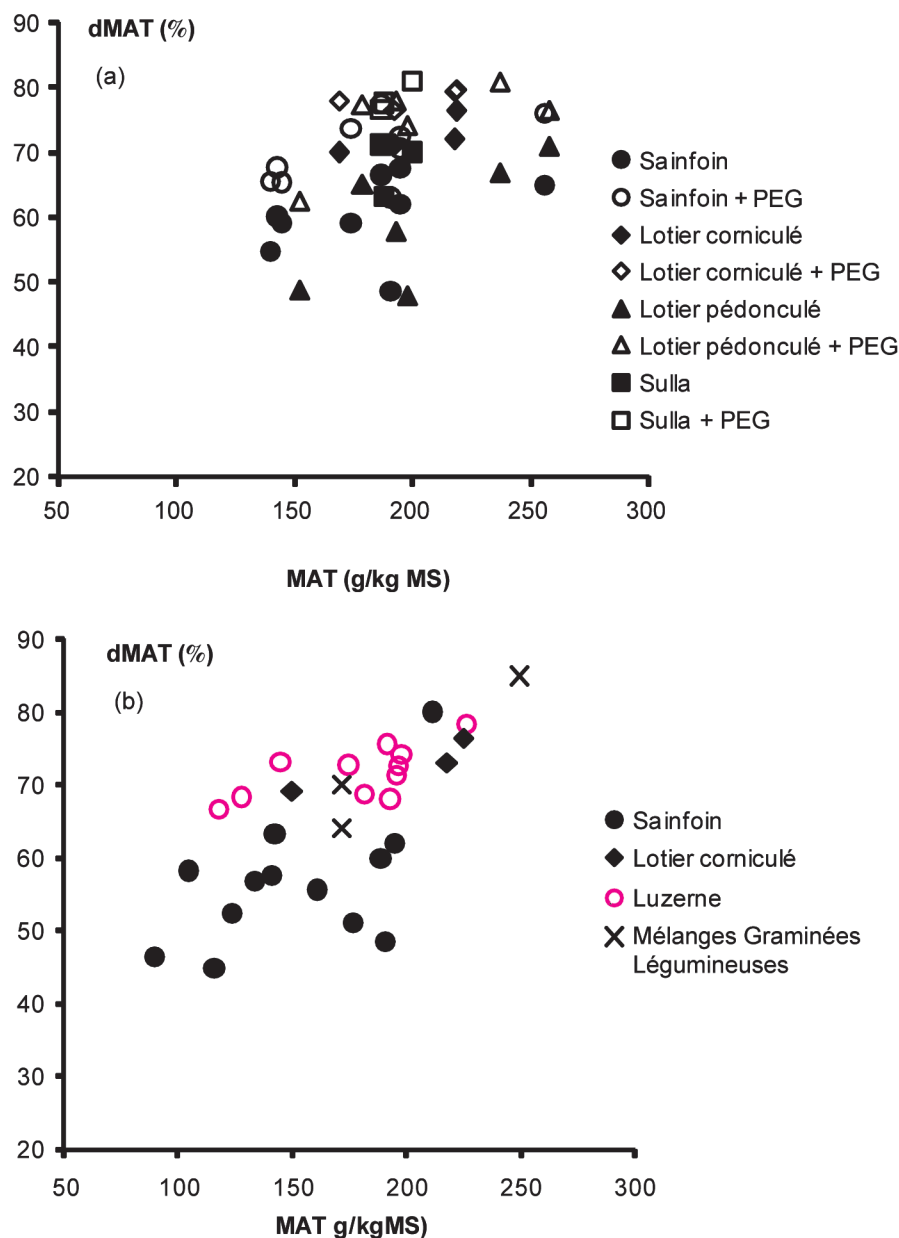 dMAT (%)
(a)
90
80
70
60
50
40
30
20
50 100 150 200 250 300
MAT (g/kg MS)
Sainfoin
Sainfoin + PEG
Lotier corniculé
Lotier corniculé + PEG
Lotier pédonculé
Lotier pédonculé + PEG
Sulla
Sulla + PEG
dMAT (%)
(b)
90
80
70
60
50
40
30
20
50 100 150 200 250 300
MAT g/kgMS)
Sainfoin
Lotier corniculé
Luzerne
Mélanges Graminées
Légumineuses